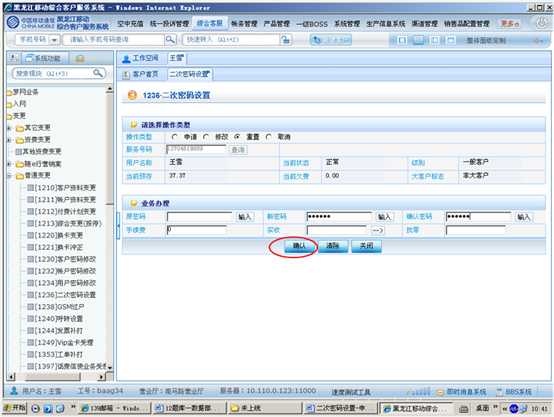 黑龙江移动综合客户服务系统 - Windows Internet Explorer
中国移动通信 CHINA MOBILE 黑龙江移动 综合客户服务系统
空中充值 统一投诉管理 综合客服 帐务管理 产品管理 一级BOSS 系统管理 生产信息系统 渠道管理 销售品配置管理 更多
手机号码 请输入手机号码查询 快速转入 (Alt+2) 整体面板定制
系统功能 工作空间 王雪
搜索模块 (Alt+1) 客户首页 二次密码设置
梦网业务
入网
变更
其它变更
资费变更
其他资费变更
随e行营销案
普通变更
[1210]客户资料变更
[1211]帐户资料变更
[1212]付费计划变更
[1213]综合变更(报停)
[1220]换卡变更
[1221]换卡冲正
[1230]客户密码修改
[1232]帐户密码修改
[1234]用户密码修改
[1236]二次密码设置
[1238]GSM过户
[1240]呼转设置
[1244]发票补打
[1249]Vip金卡受理
[1353]工单补打
[1397]话费信使业务受
1236-二次密码设置
请选择操作类型
操作类型 申请 修改 重置 取消
服务号码 13704619889 查询
用户名称 王雪 当前状态 正常 级别 一般客户
当前预存 37.37 当前欠费 0.00 大客户标志 非大客户
业务办理
原密码 输入 新密码 ●●●●●● 输入 确认密码 ●●●●●● 输入
手续费 0 实收 --> 找零
确认 清除 关闭
用户名：王雪 工号：baag34 营业厅：南马路营业厅 服务器：10.110.0.123:11000 速度测试工具 即时消息系统 BBS系统
开始 139邮箱 - Windo... 12题库—数据部... 未上线 二次密码设置-申... 黑龙江移动综合... 桌面 10:41